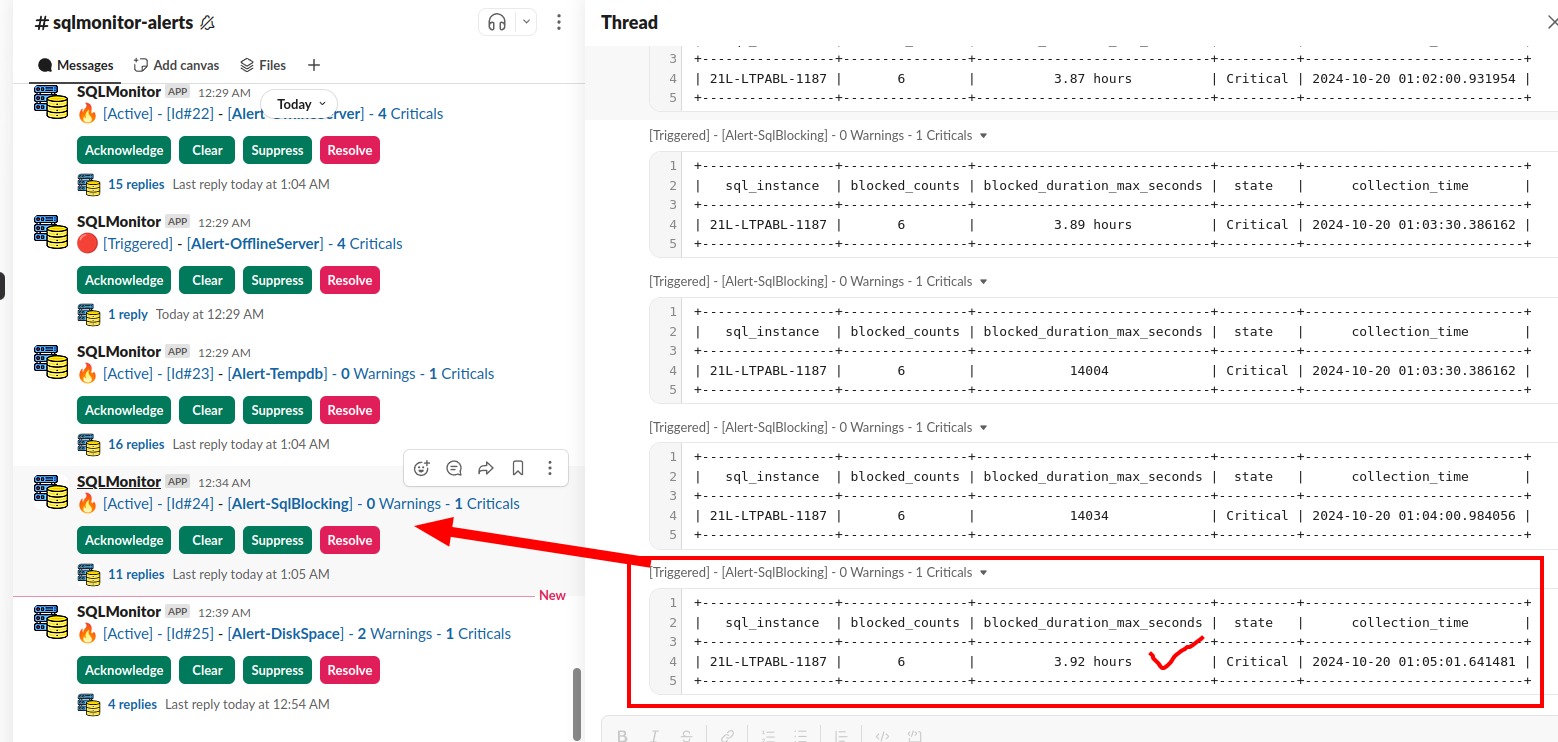 # sqlmonitor-alerts
Messages
Add canvas
Files
SQLMonitor APP 12:29 AM
Today
[Active] - [Id#22] - [Alert-OfflineServer] - 4 Criticals
Acknowledge Clear Suppress Resolve
15 replies Last reply today at 1:04 AM
SQLMonitor APP 12:29 AM
[Triggered] - [Alert-OfflineServer] - 4 Criticals
Acknowledge Clear Suppress Resolve
1 reply Today at 12:29 AM
SQLMonitor APP 12:29 AM
[Active] - [Id#23] - [Alert-Tempdb] - 0 Warnings - 1 Criticals
Acknowledge Clear Suppress Resolve
16 replies Last reply today at 1:04 AM
SQLMonitor APP 12:34 AM
[Active] - [Id#24] - [Alert-SqlBlocking] - 0 Warnings - 1 Criticals
Acknowledge Clear Suppress Resolve
11 replies Last reply today at 1:05 AM
New
SQLMonitor APP 12:39 AM
[Active] - [Id#25] - [Alert-DiskSpace] - 2 Warnings - 1 Criticals
Acknowledge Clear Suppress Resolve
4 replies Last reply today at 12:54 AM
Thread
3 +-----------------+----------------+------------------------------+----------+----------------------------+
4 | 21L-LTPABL-1187 | 6 | 3.87 hours | Critical | 2024-10-20 01:02:00.931954 |
5 +-----------------+----------------+------------------------------+----------+----------------------------+
[Triggered] - [Alert-SqlBlocking] - 0 Warnings - 1 Criticals
1 +-----------------+----------------+------------------------------+----------+----------------------------+
2 | sql_instance | blocked_counts | blocked_duration_max_seconds | state | collection_time |
3 +-----------------+----------------+------------------------------+----------+----------------------------+
4 | 21L-LTPABL-1187 | 6 | 3.89 hours | Critical | 2024-10-20 01:03:30.386162 |
5 +-----------------+----------------+------------------------------+----------+----------------------------+
[Triggered] - [Alert-SqlBlocking] - 0 Warnings - 1 Criticals
1 +-----------------+----------------+------------------------------+----------+----------------------------+
2 | sql_instance | blocked_counts | blocked_duration_max_seconds | state | collection_time |
3 +-----------------+----------------+------------------------------+----------+----------------------------+
4 | 21L-LTPABL-1187 | 6 | 14004 | Critical | 2024-10-20 01:03:30.386162 |
5 +-----------------+----------------+------------------------------+----------+----------------------------+
[Triggered] - [Alert-SqlBlocking] - 0 Warnings - 1 Criticals
1 +-----------------+----------------+------------------------------+----------+----------------------------+
2 | sql_instance | blocked_counts | blocked_duration_max_seconds | state | collection_time |
3 +-----------------+----------------+------------------------------+----------+----------------------------+
4 | 21L-LTPABL-1187 | 6 | 14034 | Critical | 2024-10-20 01:04:00.984056 |
5 +-----------------+----------------+------------------------------+----------+----------------------------+
[Triggered] - [Alert-SqlBlocking] - 0 Warnings - 1 Criticals
1 +-----------------+----------------+------------------------------+----------+----------------------------+
2 | sql_instance | blocked_counts | blocked_duration_max_seconds | state | collection_time |
3 +-----------------+----------------+------------------------------+----------+----------------------------+
4 | 21L-LTPABL-1187 | 6 | 3.92 hours | Critical | 2024-10-20 01:05:01.641481 |
5 +-----------------+----------------+------------------------------+----------+----------------------------+
B I S